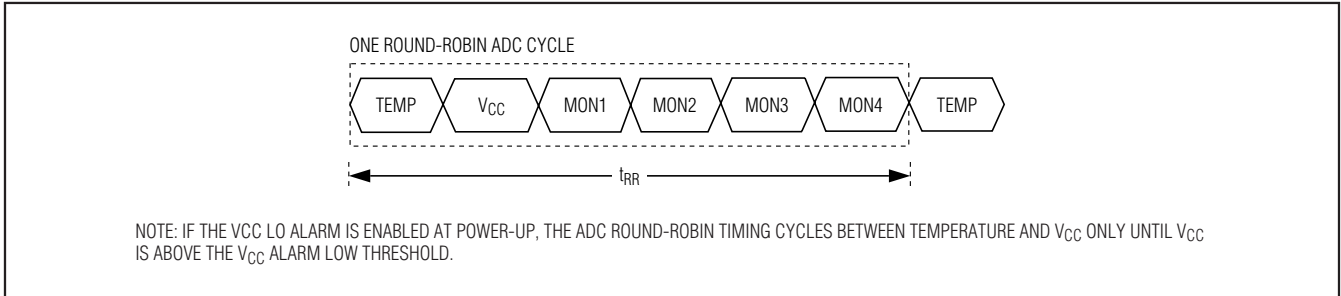 ONE ROUND-ROBIN ADC CYCLE
TEMP VCC MON1 MON2 MON3 MON4 TEMP
tRR
NOTE: IF THE VCC LO ALARM IS ENABLED AT POWER-UP, THE ADC ROUND-ROBIN TIMING CYCLES BETWEEN TEMPERATURE AND VCC ONLY UNTIL VCC
IS ABOVE THE VCC ALARM LOW THRESHOLD.